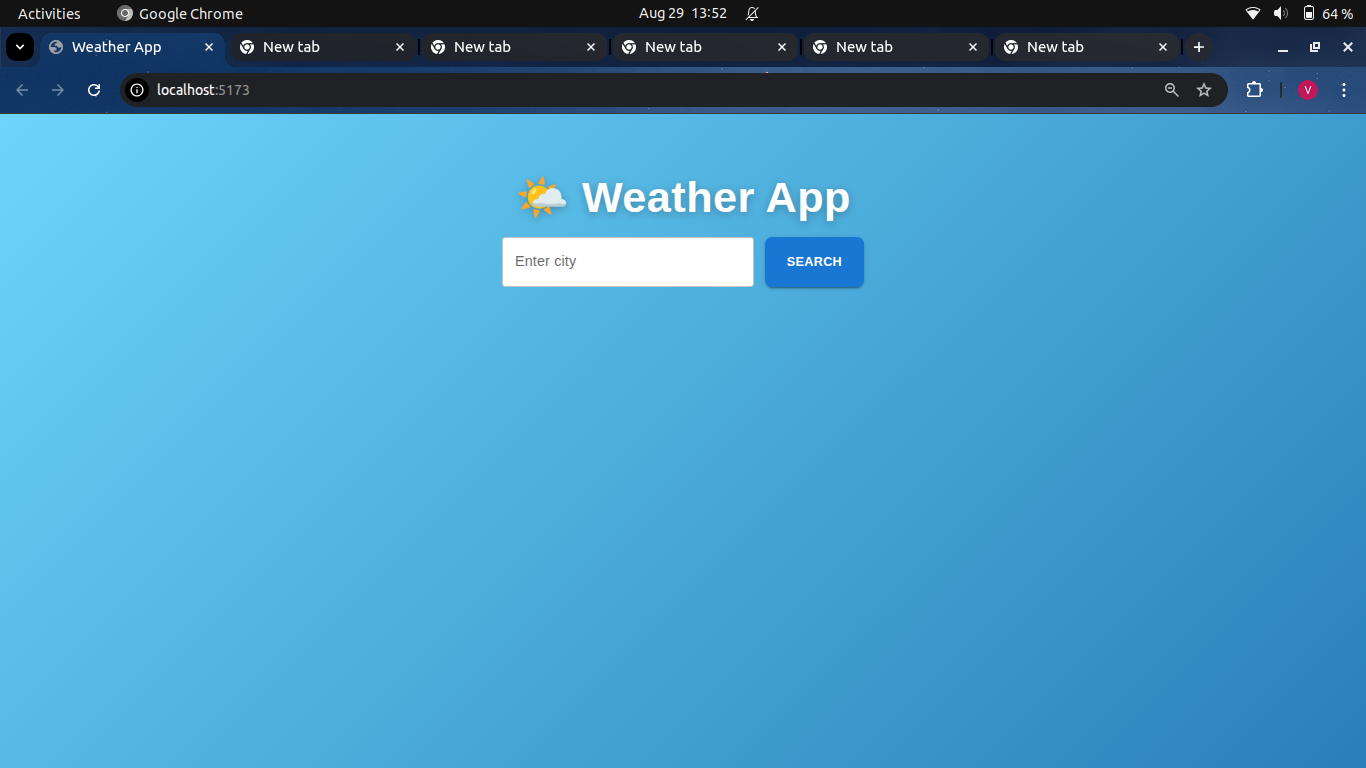 Activities Google Chrome Aug 29 13:52 64 %
Weather App New tab New tab New tab New tab New tab
localhost:5173 V
Weather App
Enter city SEARCH